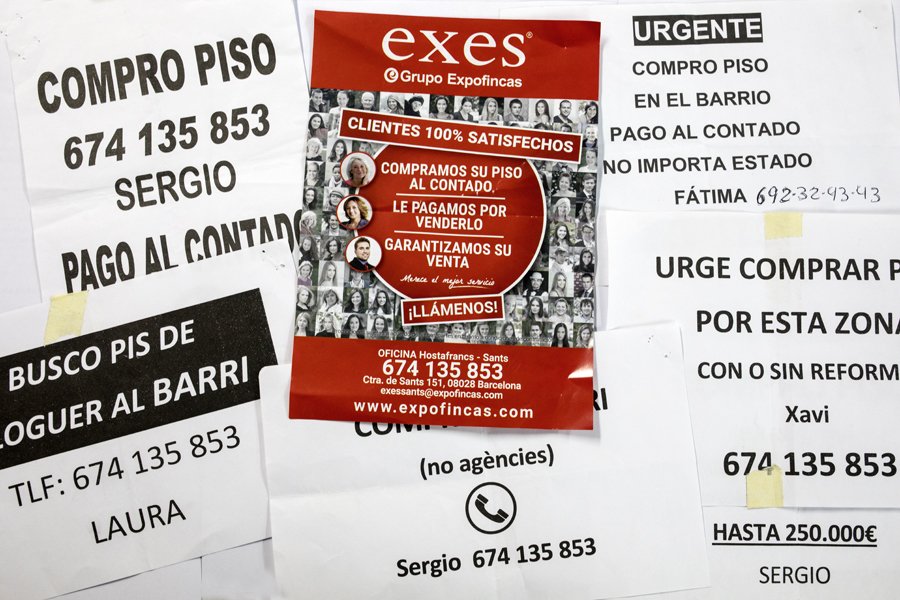 COMPRO PISO
674 135 853
SERGIO
PAGO AL CONTADO
exes®
Grupo Expofincas
CLIENTES 100% SATISFECHOS
COMPRAMOS SU PISO
AL CONTADO,
LE PAGAMOS POR
VENDERLO
GARANTIZAMOS SU
VENTA
Merece el mejor servicio
¡LLÁMENOS!
OFICINA Hostafrancs - Sants
674 135 853
Ctra. de Sants 151, 08028 Barcelona
exessants@expofincas.com
www.expofincas.com
URGENTE
COMPRO PISO
EN EL BARRIO
PAGO AL CONTADO
NO IMPORTA ESTADO
FÁTIMA 692-32-43-43
URGE COMPRAR P
POR ESTA ZONA
CON O SIN REFORM
Xavi
674 135 853
BUSCO PIS DE
LOGUER AL BARRI
TLF: 674 135 853
LAURA
(no agències)
Sergio 674 135 853
HASTA 250.000€
SERGIO